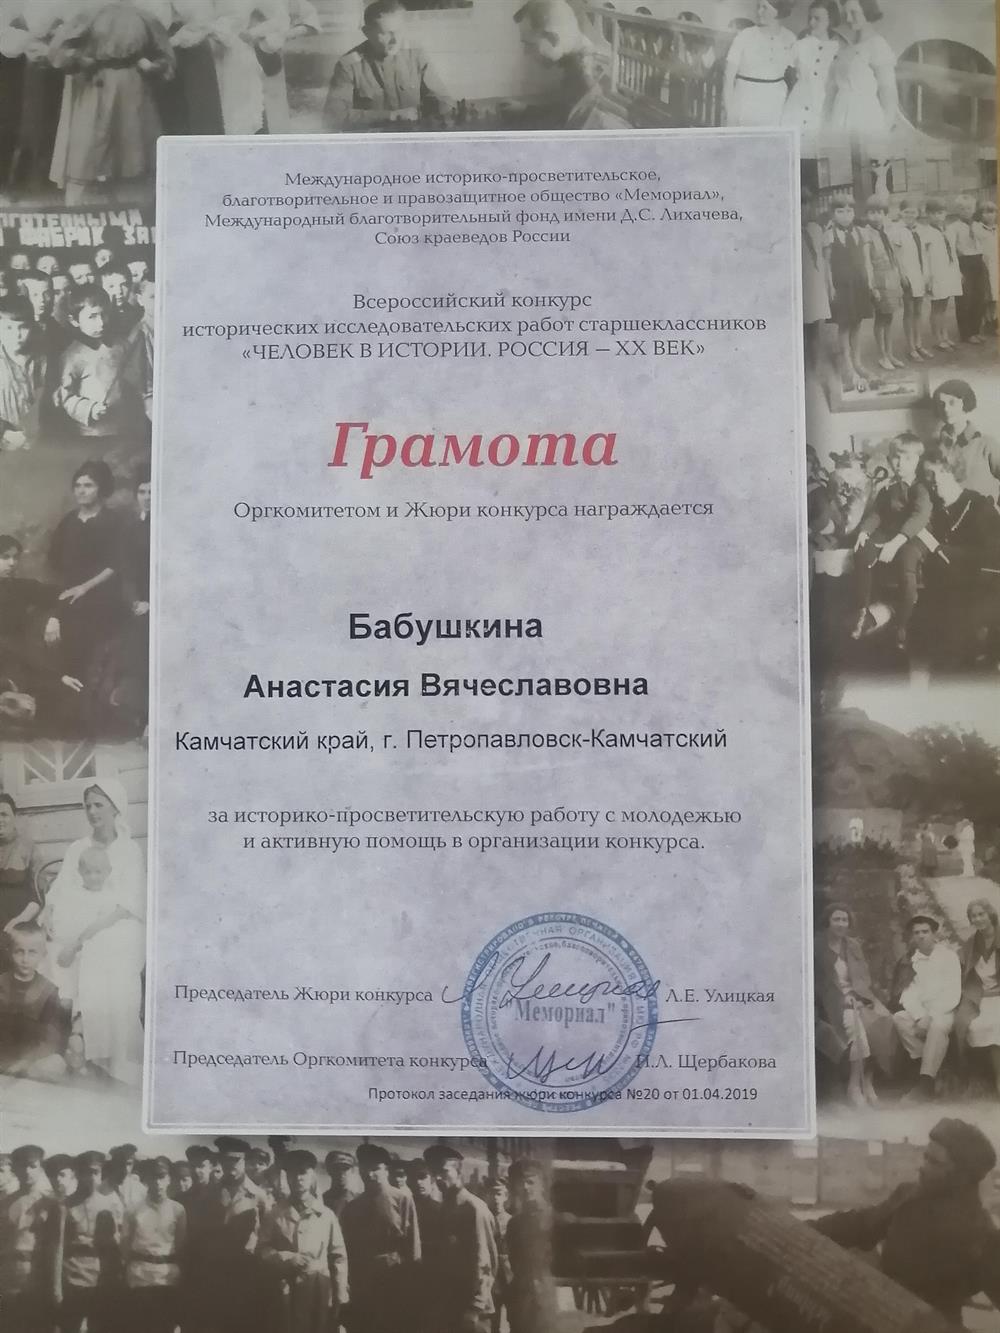 Международное историко-просветительское,
благотворительное и правозащитное общество «Мемориал»,
Международный благотворительный фонд имени Д.С. Лихачева,
Союз краеведов России
Всероссийский конкурс
исторических исследовательских работ старшеклассников
«ЧЕЛОВЕК В ИСТОРИИ. РОССИЯ – XX ВЕК»
Грамота
Оргкомитетом и Жюри конкурса награждается
Бабушкина
Анастасия Вячеславовна
Камчатский край, г. Петропавловск-Камчатский
за историко-просветительскую работу с молодежью
и активную помощь в организации конкурса.
Председатель Жюри конкурса Л.Е. Улицкая
"Мемориал"
Председатель Оргкомитета конкурса И.Л. Щербакова
Протокол заседания жюри конкурса №20 от 01.04.2019